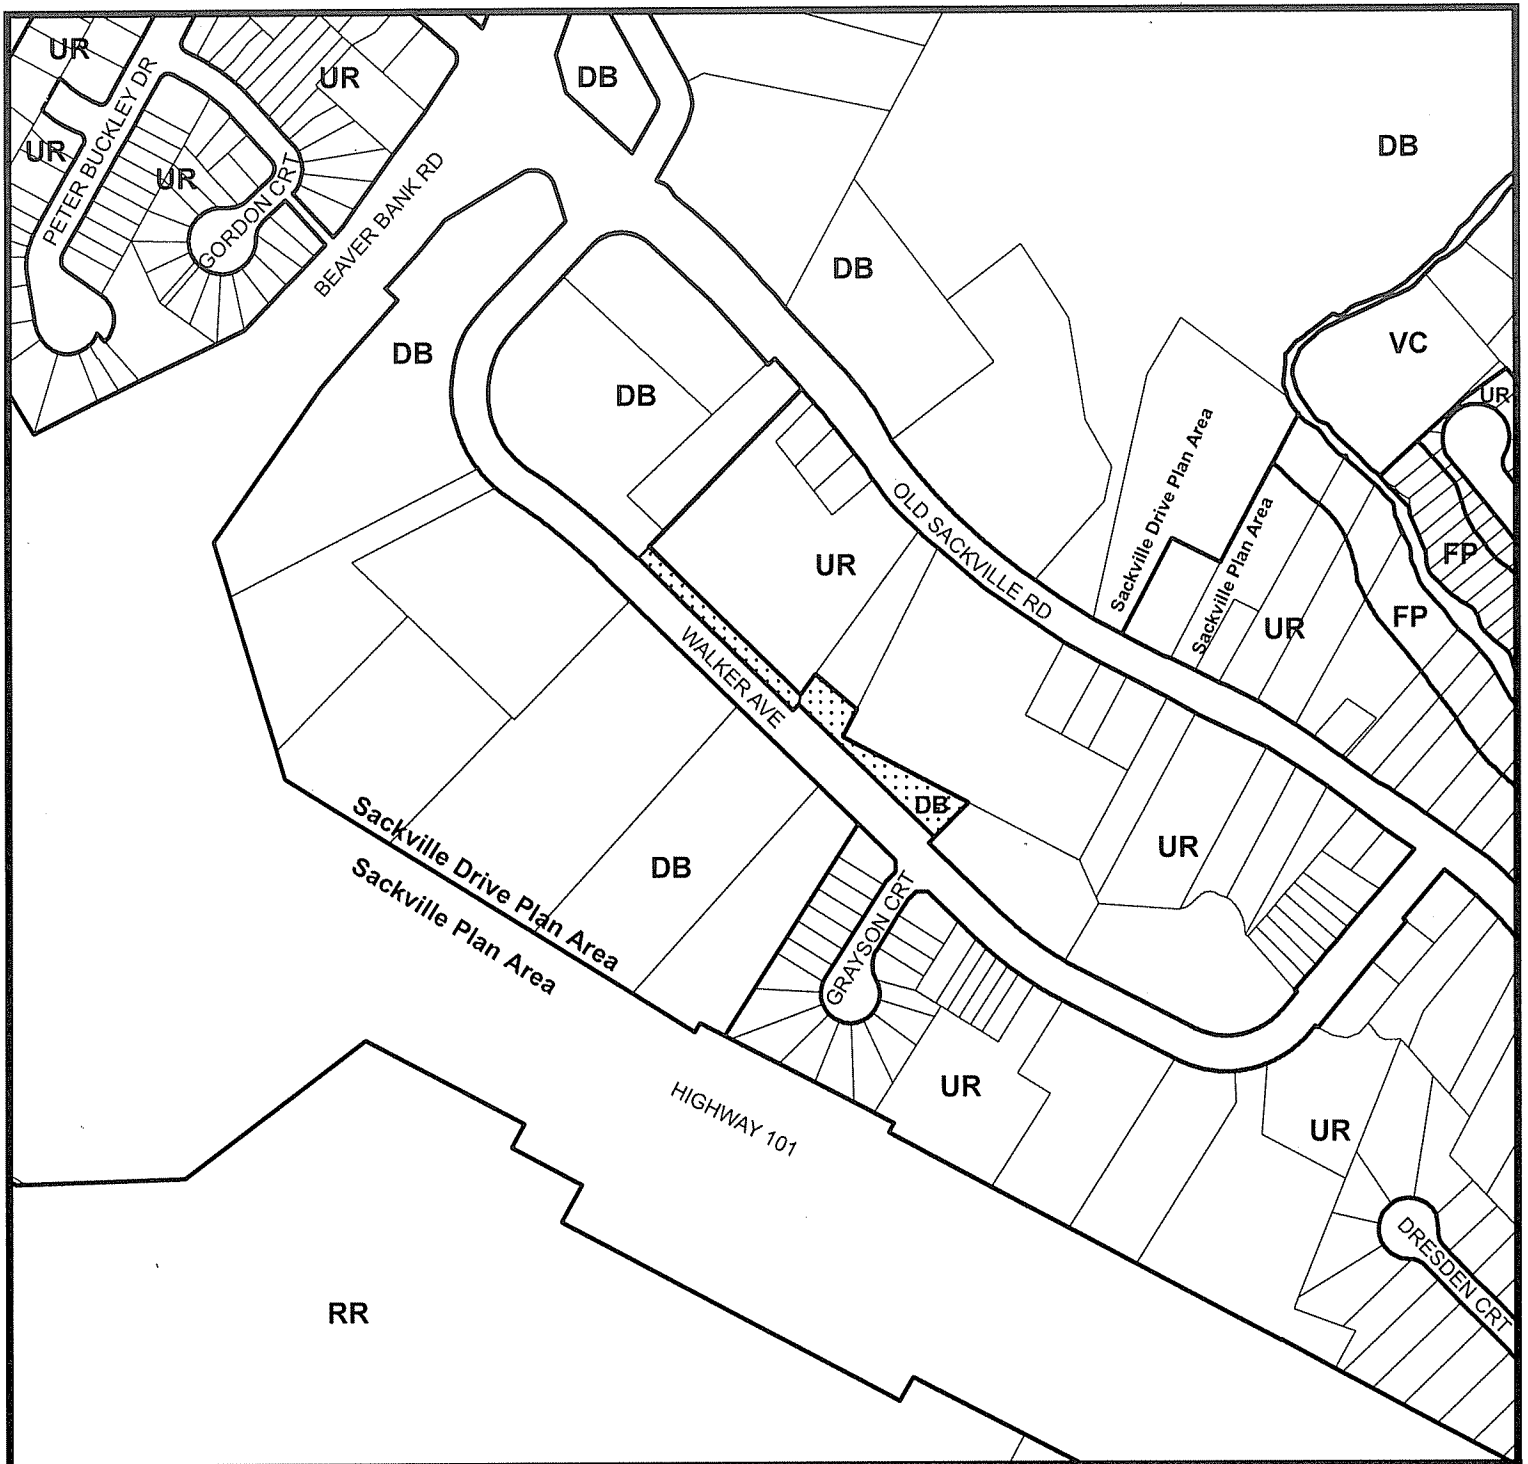 UR
UR
DB
PETER BUCKLEY DR
UR
UR
GORDON CRT
BEAVER BANK RD
DB
DB
VC
DB
DB
UR
Sackville Drive Plan Area
OLD SACKVILLE RD
Sackville Plan Area
UR
FP
UR
FP
WALKER AVE
DB
Sackville Drive Plan Area
Sackville Plan Area
DB
UR
GRAYSON CRT
UR
HIGHWAY 101
UR
DRESDEN CRT
RR